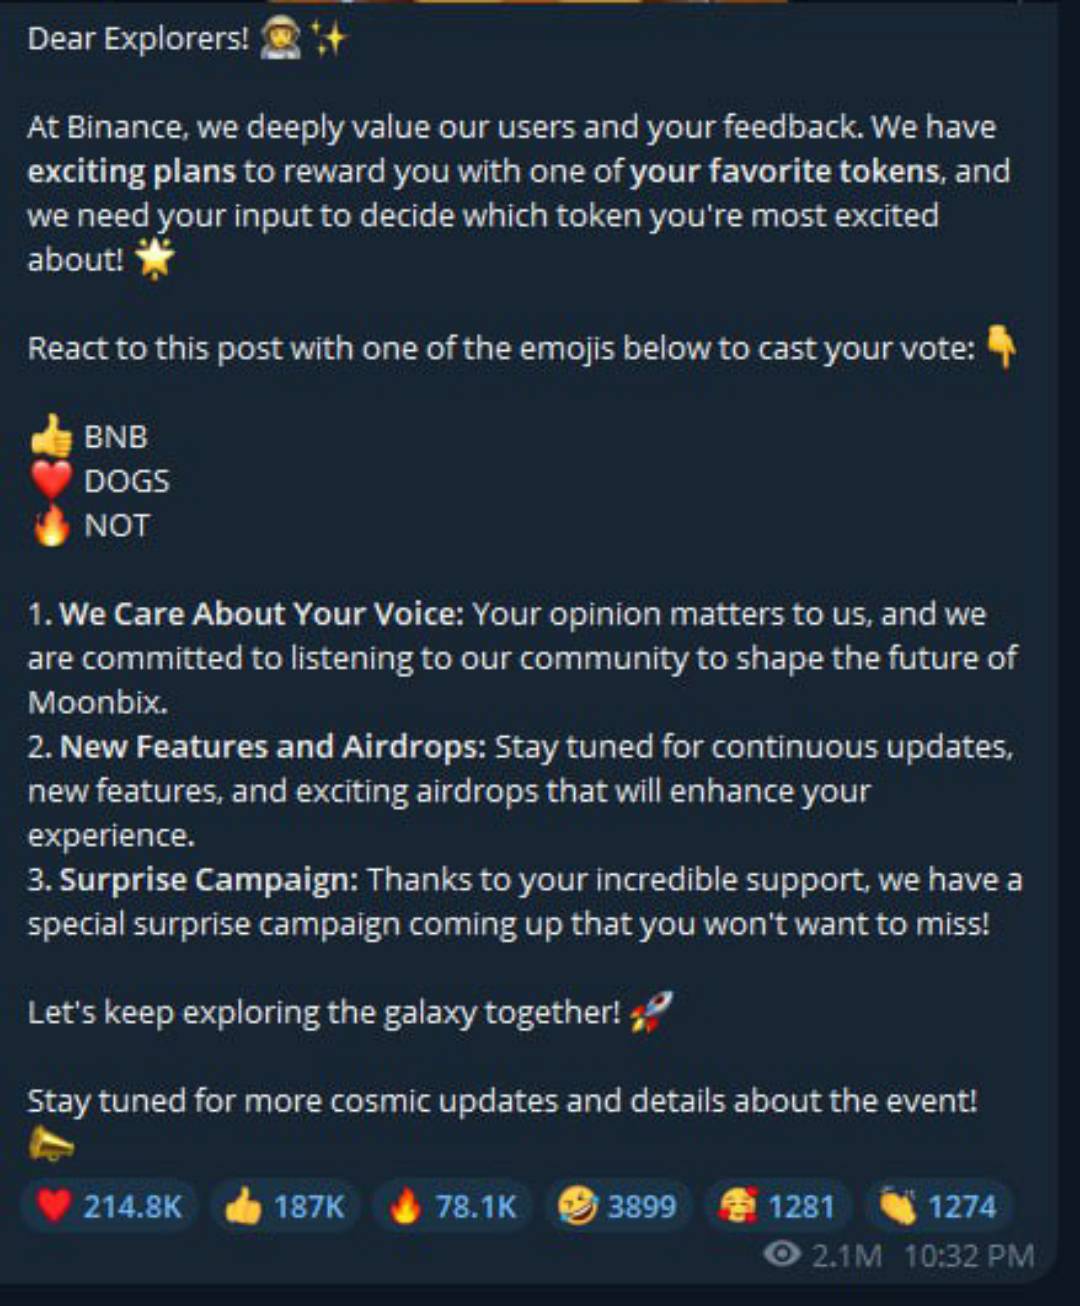 Dear Explorers! 👩‍🚀✨
At Binance, we deeply value our users and your feedback. We have
exciting plans to reward you with one of your favorite tokens, and
we need your input to decide which token you're most excited
about! 🌟
React to this post with one of the emojis below to cast your vote: 👇
👍 BNB
❤️ DOGS
🔥 NOT
1. We Care About Your Voice: Your opinion matters to us, and we
are committed to listening to our community to shape the future of
Moonbix.
2. New Features and Airdrops: Stay tuned for continuous updates,
new features, and exciting airdrops that will enhance your
experience.
3. Surprise Campaign: Thanks to your incredible support, we have a
special surprise campaign coming up that you won't want to miss!
Let's keep exploring the galaxy together! 🚀
Stay tuned for more cosmic updates and details about the event!
📣
❤️ 214.8K 👍 187K 🔥 78.1K 🤣 3899 🥰 1281 👏 1274
2.1M 10:32 PM